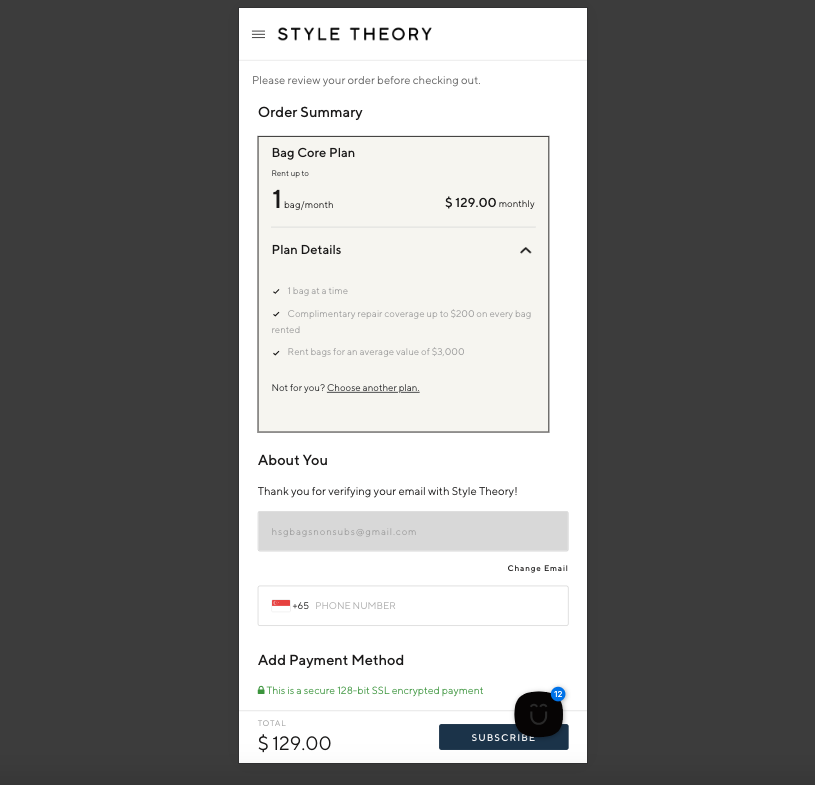 STYLE THEORY
Please review your order before checking out.
Order Summary
Bag Core Plan
Rent up to
1 bag/month
$ 129.00 monthly
Plan Details
1 bag at a time
Complimentary repair coverage up to $200 on every bag
rented
Rent bags for an average value of $3,000
Not for you? Choose another plan.
About You
Thank you for verifying your email with Style Theory!
hsgbagsnonsubs@gmail.com
Change Email
+65 PHONE NUMBER
Add Payment Method
This is a secure 128-bit SSL encrypted payment
12
TOTAL
$ 129.00
SUBSCRIBE